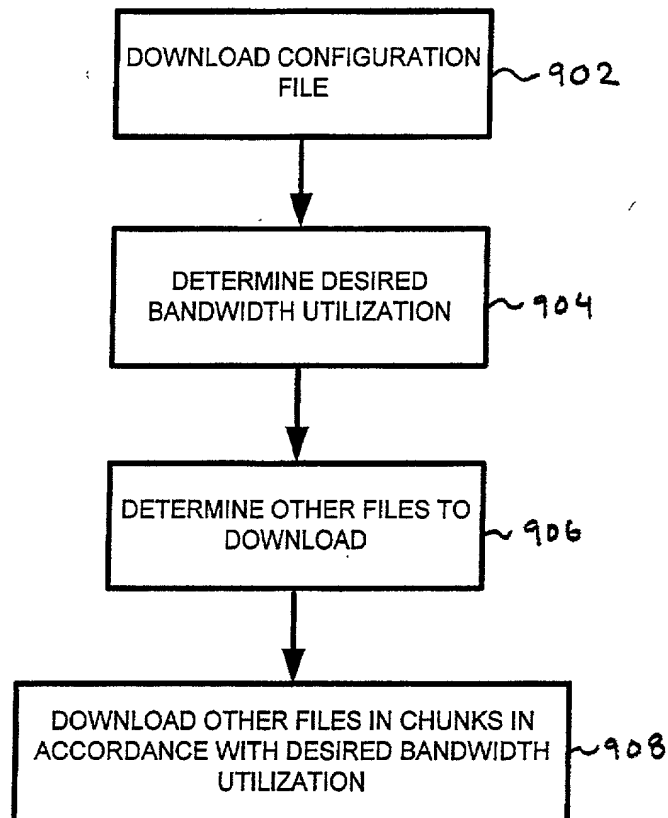 DOWNLOAD CONFIGURATION
FILE
902
DETERMINE DESIRED
BANDWIDTH UTILIZATION
904
DETERMINE OTHER FILES TO
DOWNLOAD
906
DOWNLOAD OTHER FILES IN CHUNKS IN
ACCORDANCE WITH DESIRED BANDWIDTH
UTILIZATION
908